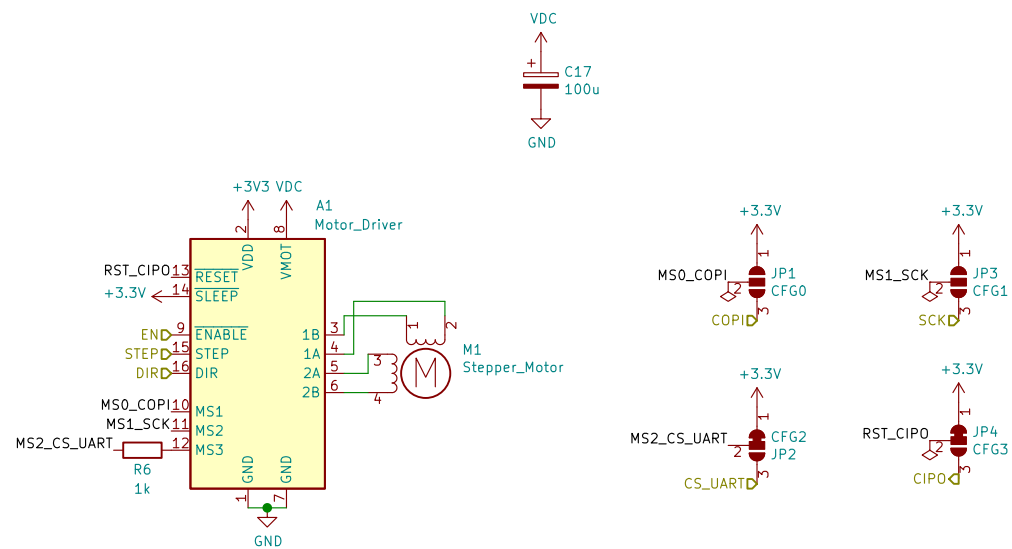 VDC
+
C17
100u
GND
+3V3 VDC
A1
Motor_Driver
2
8
VDD
VMOT
RST_CIPO 13 RESET
+3.3V 14 SLEEP
EN 9 ENABLE
STEP 15 STEP
DIR 16 DIR
MS0_COPI 10 MS1
MS1_SCK 11 MS2
MS2_CS_UART 12 MS3
R6
1k
3 1B
4 1A
5 2A
6 2B
GND
GND
1
7
GND
1
2
3
4
M
M1
Stepper_Motor
+3.3V
1
MS0_COPI
2
JP1
CFG0
3
COPI
+3.3V
1
MS1_SCK
2
JP3
CFG1
3
SCK
+3.3V
1
MS2_CS_UART
2
CFG2
JP2
3
CS_UART
+3.3V
1
RST_CIPO
2
JP4
CFG3
3
CIPO